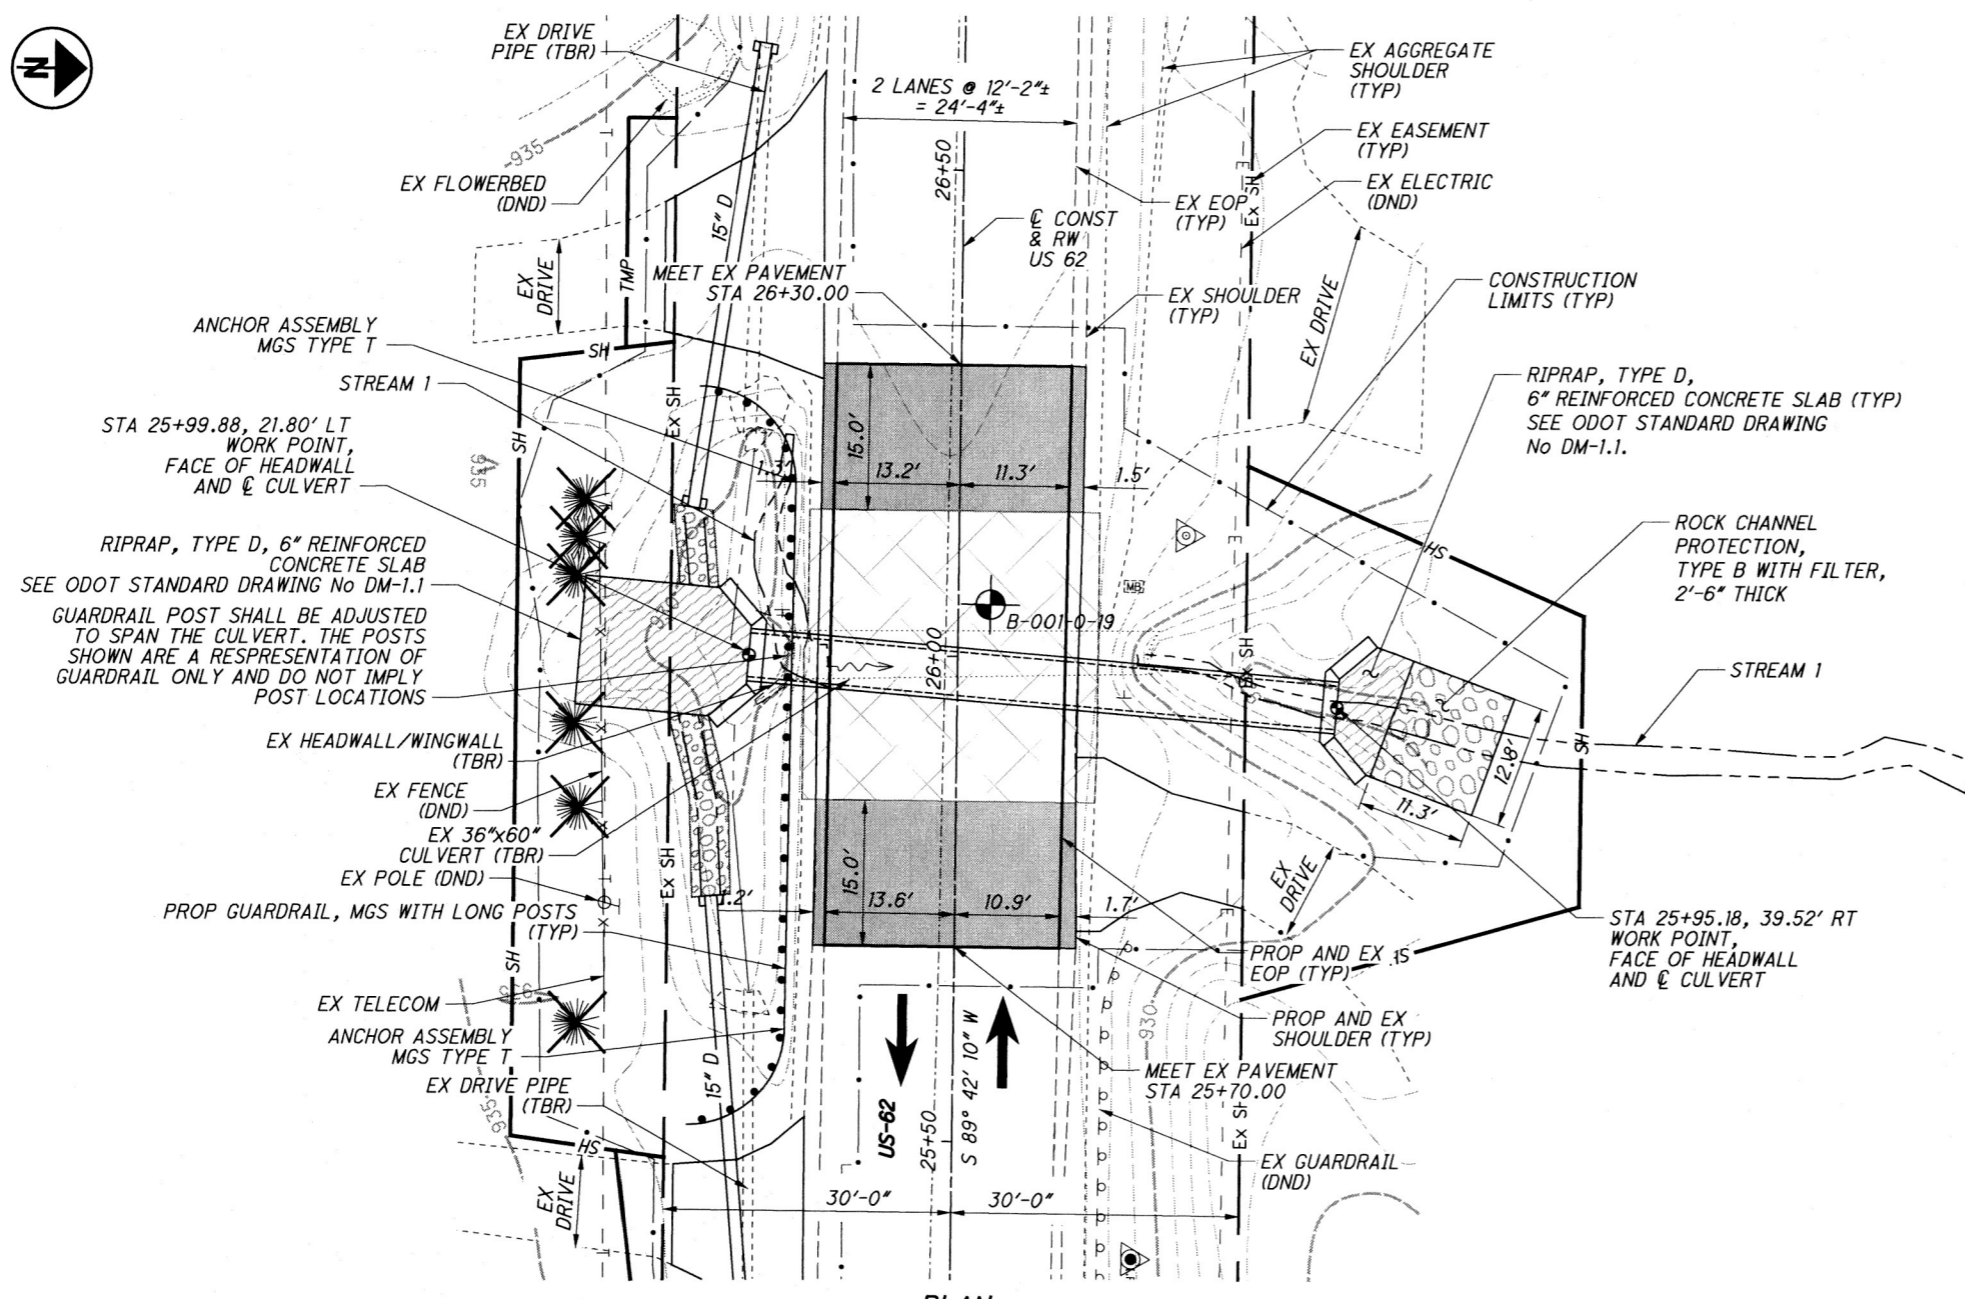 N
EX DRIVE
PIPE (TBR)
EX FLOWERBED
(DND)
935
EX
DRIVE
TMP
15" D
MEET EX PAVEMENT
STA 26+30.00
2 LANES @ 12'-2"±
= 24'-4"±
26+50
℄ CONST
& RW
US 62
EX AGGREGATE
SHOULDER
(TYP)
EX EASEMENT
(TYP)
EX ELECTRIC
(DND)
EX EOP
(TYP)
EX SHOULDER
(TYP)
E
Ex SH
EX DRIVE
CONSTRUCTION
LIMITS (TYP)
RIPRAP, TYPE D,
6" REINFORCED CONCRETE SLAB (TYP)
SEE ODOT STANDARD DRAWING
No DM-1.1.
ROCK CHANNEL
PROTECTION,
TYPE B WITH FILTER,
2'-6" THICK
STREAM 1
ANCHOR ASSEMBLY
MGS TYPE T
STREAM 1
STA 25+99.88, 21.80' LT
WORK POINT,
FACE OF HEADWALL
AND ℄ CULVERT
RIPRAP, TYPE D, 6" REINFORCED
CONCRETE SLAB
SEE ODOT STANDARD DRAWING No DM-1.1
GUARDRAIL POST SHALL BE ADJUSTED
TO SPAN THE CULVERT. THE POSTS
SHOWN ARE A RESPRESENTATION OF
GUARDRAIL ONLY AND DO NOT IMPLY
POST LOCATIONS
EX HEADWALL/WINGWALL
(TBR)
EX FENCE
(DND)
EX 36"x60"
CULVERT (TBR)
EX POLE (DND)
PROP GUARDRAIL, MGS WITH LONG POSTS
(TYP)
EX TELECOM
ANCHOR ASSEMBLY
MGS TYPE T
EX DRIVE PIPE
(TBR)
SH
SH
Ex SH
935
15.0'
1.3'
13.2'
11.3'
1.5'
MB
B-001-0-19
26+00
Ex SH
HS
SH
12.8'
11.3'
Ex SH
15.0'
1.2'
13.6'
10.9'
1.7'
EX
DRIVE
STA 25+95.18, 39.52' RT
WORK POINT,
FACE OF HEADWALL
AND ℄ CULVERT
PROP AND EX
EOP (TYP)
PROP AND EX
SHOULDER (TYP)
MEET EX PAVEMENT
STA 25+70.00
EX GUARDRAIL
(DND)
930
SH
935
HS
EX
DRIVE
15" D
US-62
25+50
S 89° 42' 10" W
30'-0"
30'-0"
Ex SH